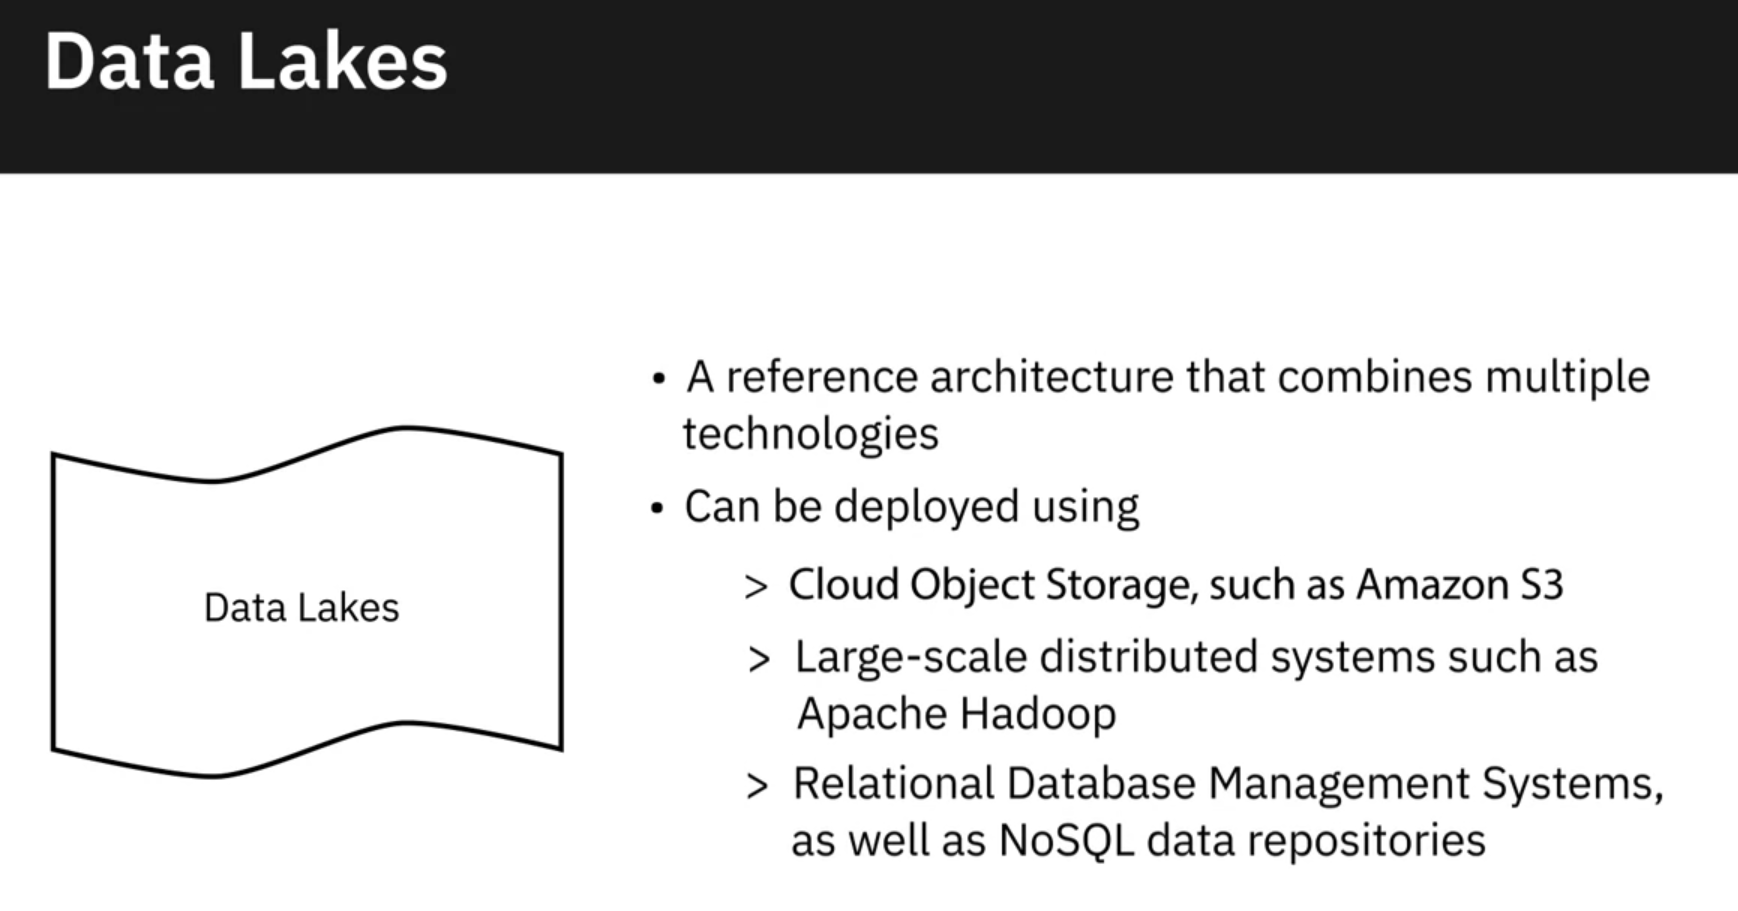 Data Lakes
Data Lakes
• A reference architecture that combines multiple
technologies
• Can be deployed using
> Cloud Object Storage, such as Amazon S3
> Large-scale distributed systems such as
Apache Hadoop
> Relational Database Management Systems,
as well as NoSQL data repositories